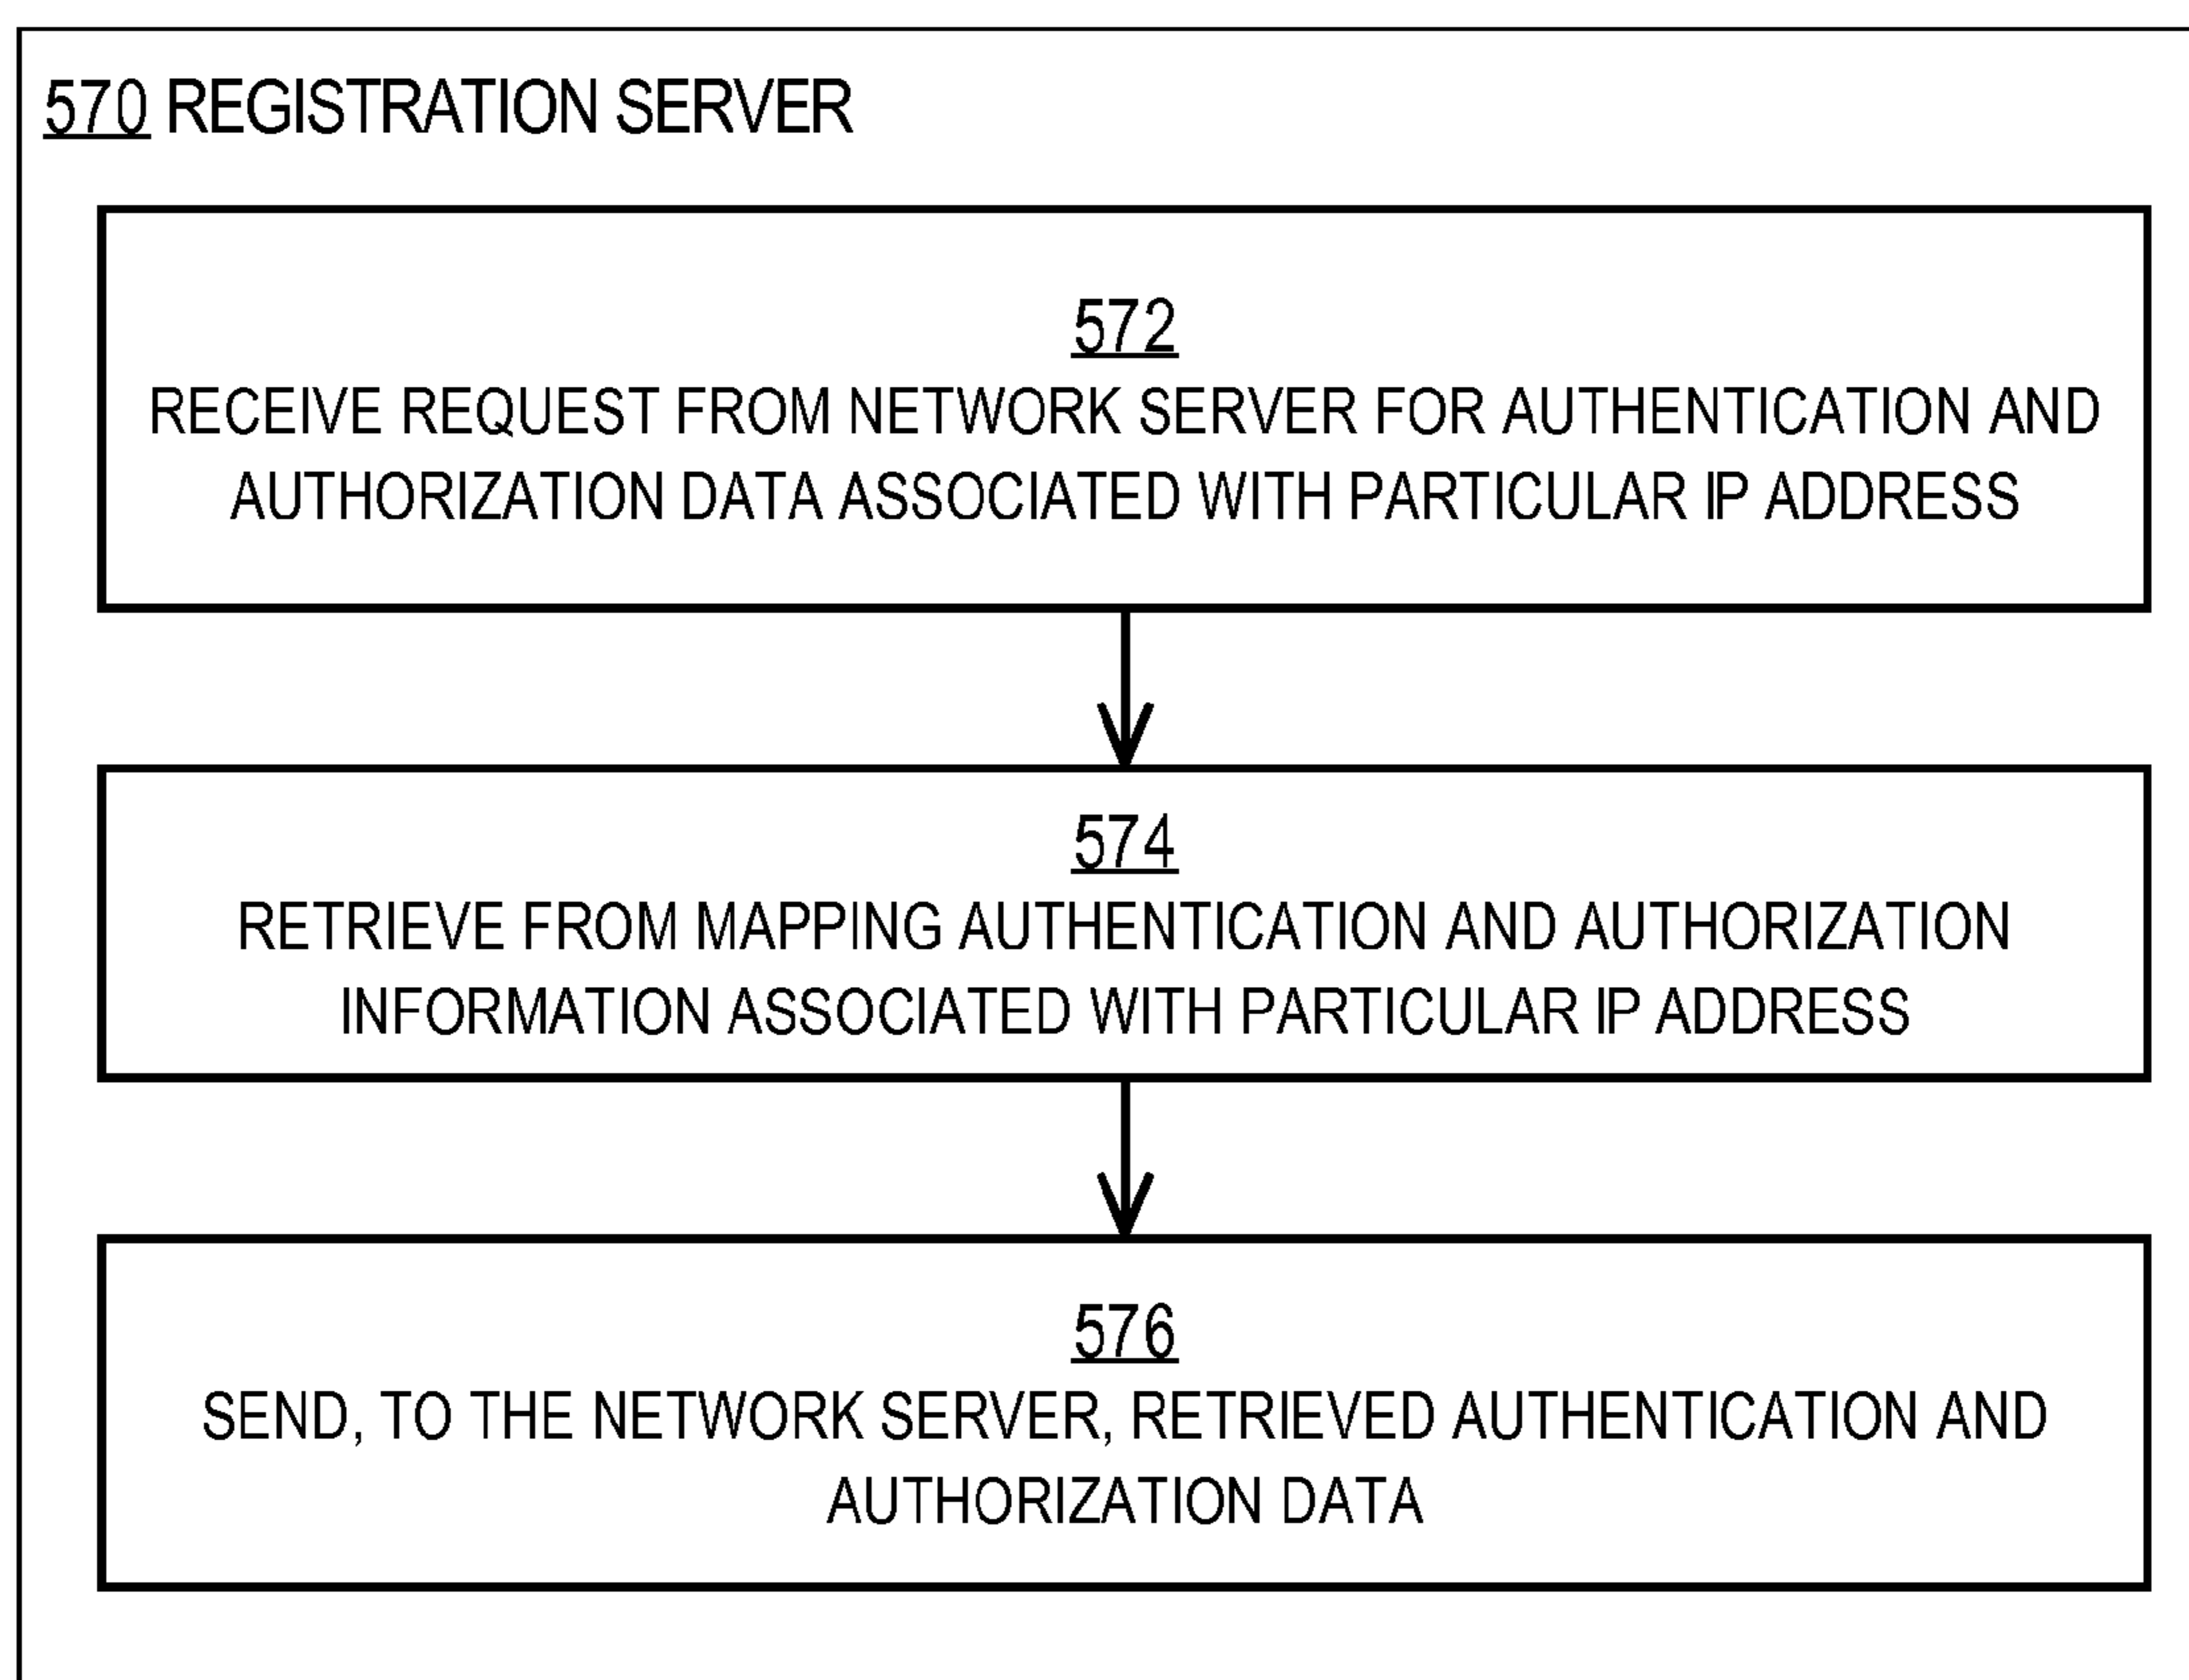 570 REGISTRATION SERVER
572
RECEIVE REQUEST FROM NETWORK SERVER FOR AUTHENTICATION AND
AUTHORIZATION DATA ASSOCIATED WITH PARTICULAR IP ADDRESS
574
RETRIEVE FROM MAPPING AUTHENTICATION AND AUTHORIZATION
INFORMATION ASSOCIATED WITH PARTICULAR IP ADDRESS
576
SEND, TO THE NETWORK SERVER, RETRIEVED AUTHENTICATION AND
AUTHORIZATION DATA